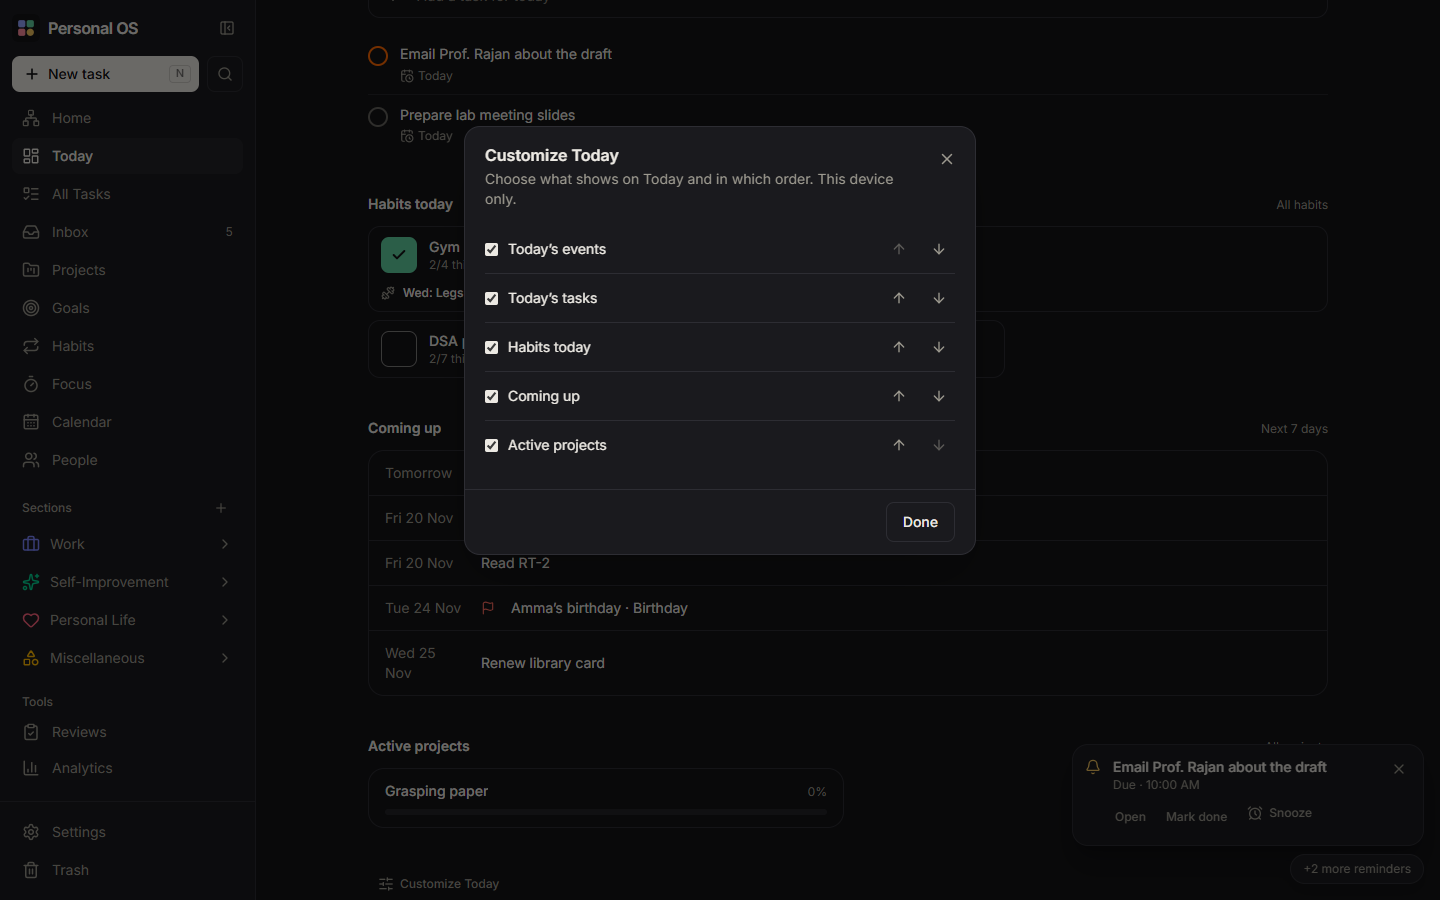 Personal OS
New task
N
Home
Today
All Tasks
Inbox
5
Projects
Goals
Habits
Focus
Calendar
People
Sections
Work
Self-Improvement
Personal Life
Miscellaneous
Tools
Reviews
Analytics
Settings
Trash
Email Prof. Rajan about the draft
Today
Prepare lab meeting slides
Today
Habits today
All habits
Gym
2/4
Wed: Legs
DSA
2/7
Coming up
Next 7 days
Tomorrow
Fri 20 Nov
Fri 20 Nov
Read RT-2
Tue 24 Nov
Amma's birthday · Birthday
Wed 25
Nov
Renew library card
Active projects
Grasping paper
0%
Customize Today
Customize Today
Choose what shows on Today and in which order. This device
only.
Today's events
Today's tasks
Habits today
Coming up
Active projects
Done
Email Prof. Rajan about the draft
Due · 10:00 AM
Open
Mark done
Snooze
+2 more reminders